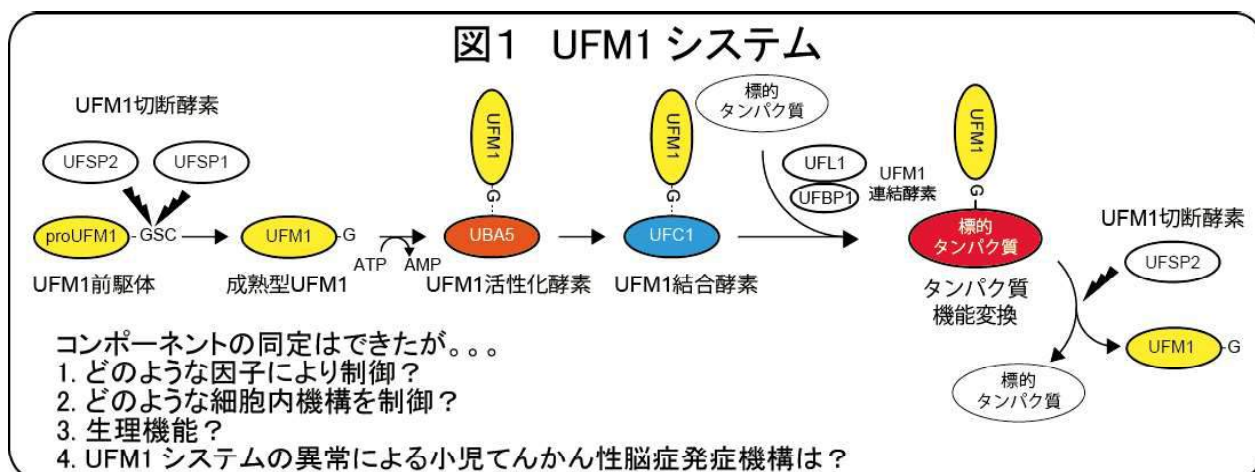 図1 UFM1 システム
UFM1切断酵素
UFSP2
UFSP1
proUFM1
GSC
UFM1前駆体
UFM1
G
成熟型UFM1
ATP
AMP
UFM1
G
UBA5
UFM1活性化酵素
UFM1
G
UFC1
UFM1結合酵素
標的
タンパク質
UFL1
UFBP1
UFM1
連結酵素
UFM1
G
標的
タンパク質
タンパク質
機能変換
UFM1切断酵素
UFSP2
UFM1
G
標的
タンパク質
コンポーネントの同定はできたが。。。
1. どのような因子により制御?
2. どのような細胞内機構を制御?
3. 生理機能?
4. UFM1 システムの異常による小児てんかん性脳症発症機構は?